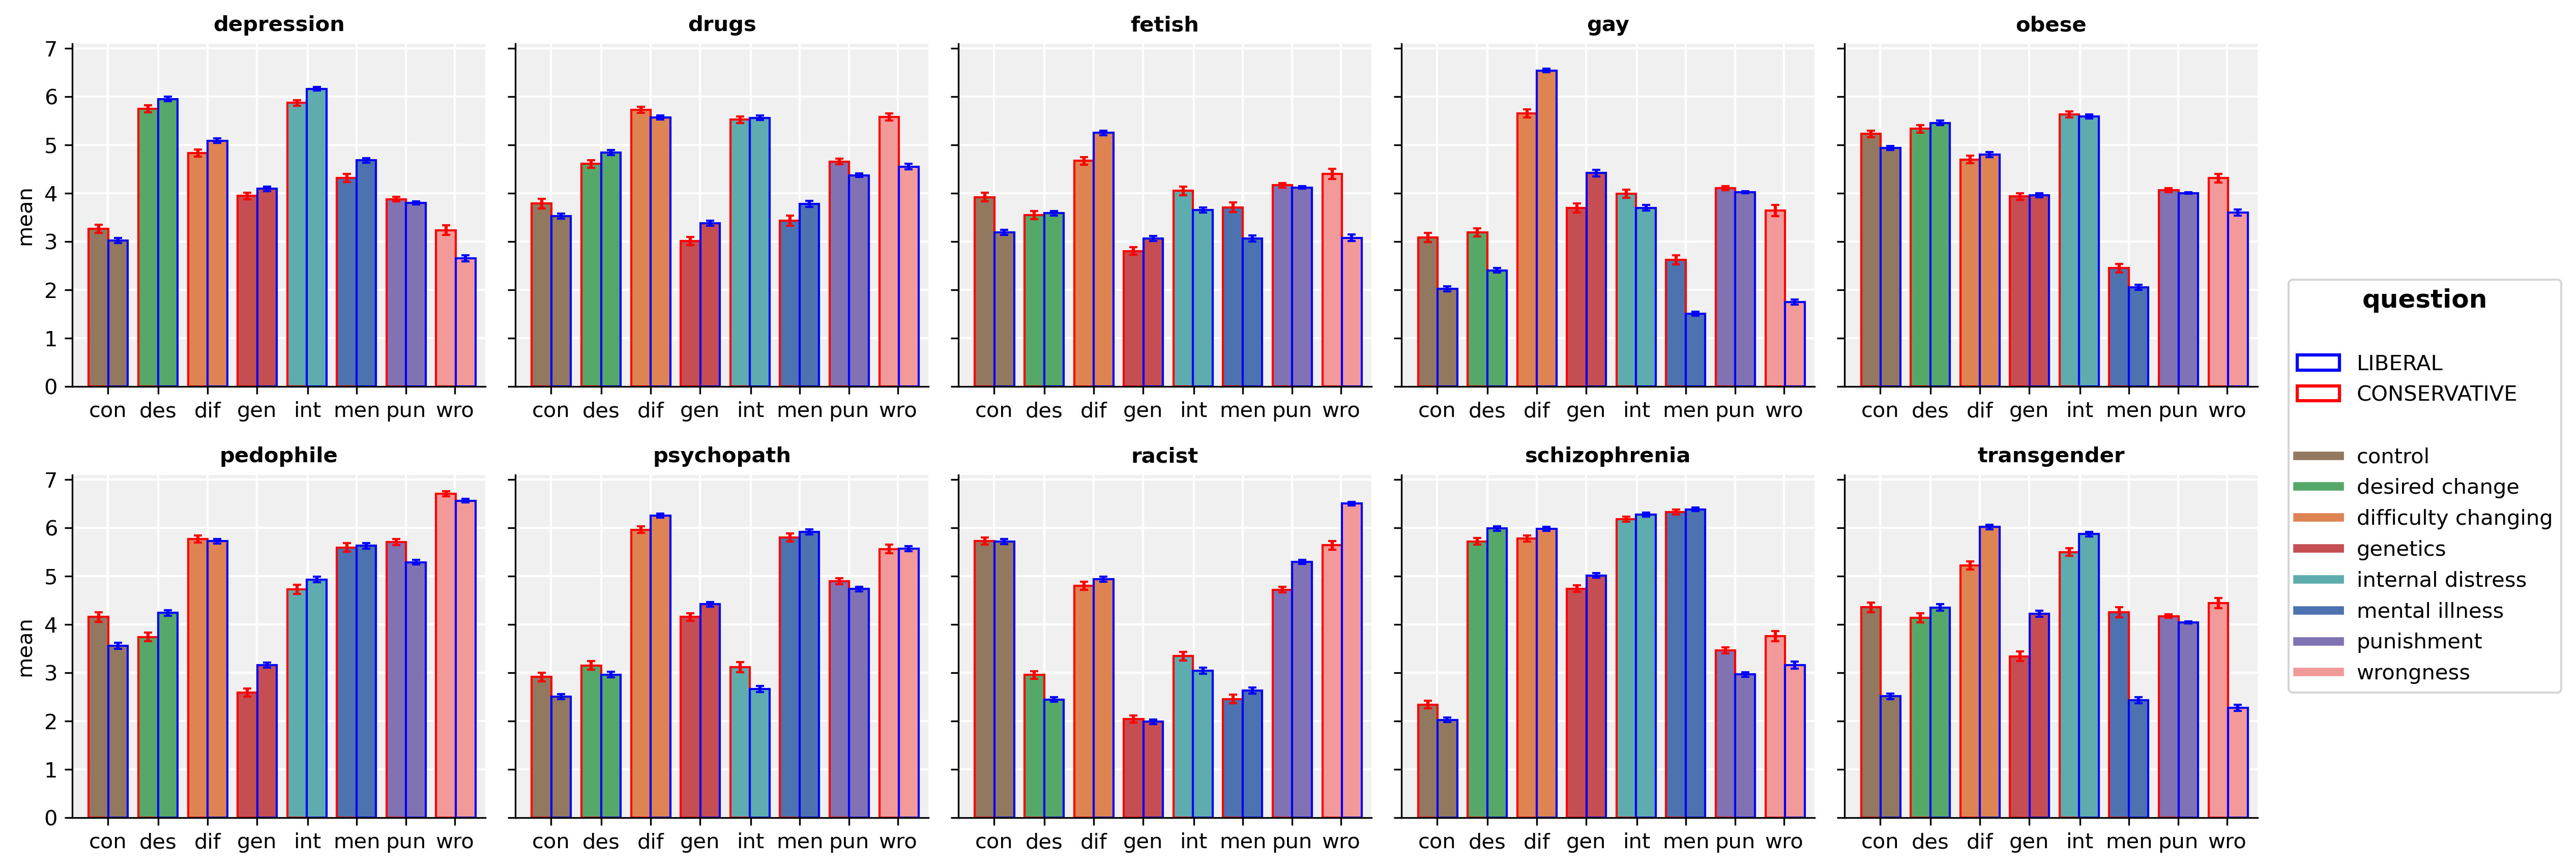 depression
drugs
fetish
gay
obese
7
6
5
4
3
2
1
0
mean
con des dif gen int men pun wro
con des dif gen int men pun wro
con des dif gen int men pun wro
con des dif gen int men pun wro
con des dif gen int men pun wro
pedophile
psychopath
racist
schizophrenia
transgender
7
6
5
4
3
2
1
0
mean
con des dif gen int men pun wro
con des dif gen int men pun wro
con des dif gen int men pun wro
con des dif gen int men pun wro
con des dif gen int men pun wro
question
LIBERAL
CONSERVATIVE
control
desired change
difficulty changing
genetics
internal distress
mental illness
punishment
wrongness